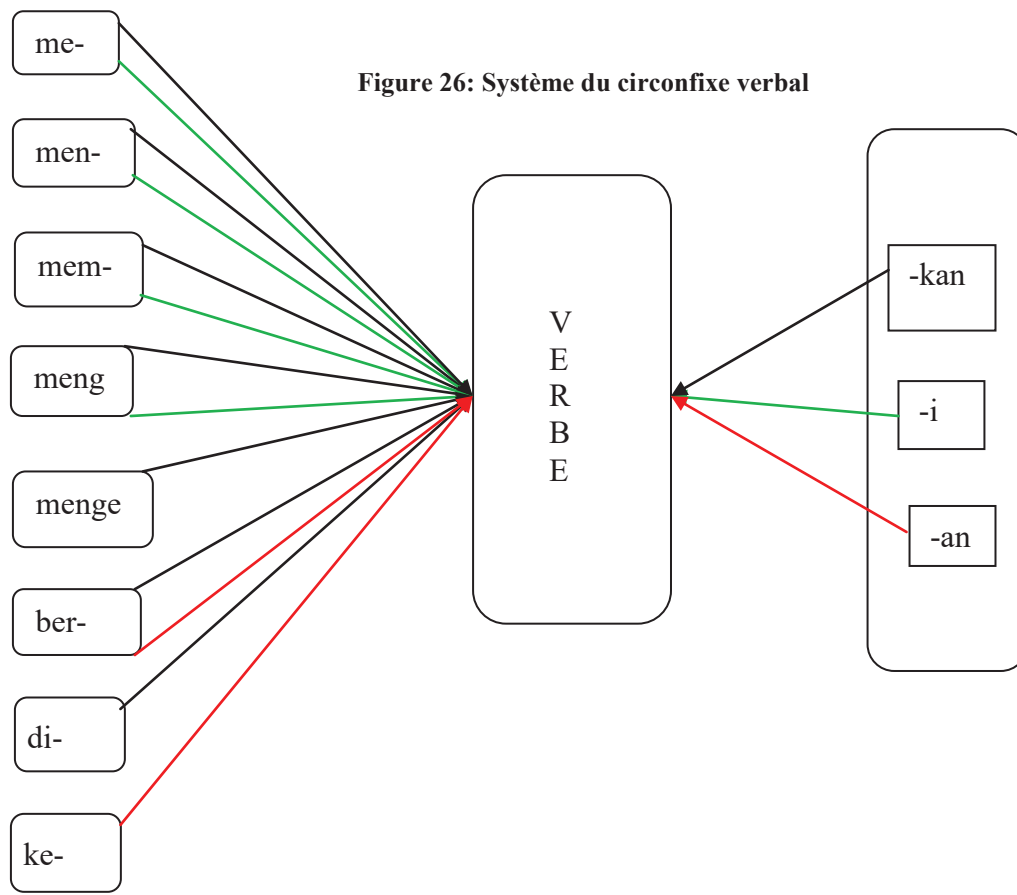 me-
Figure 26: Système du circonfixe verbal
men-
mem-
meng
menge
ber-
di-
ke-
V
E
R
B
E
-kan
-i
-an